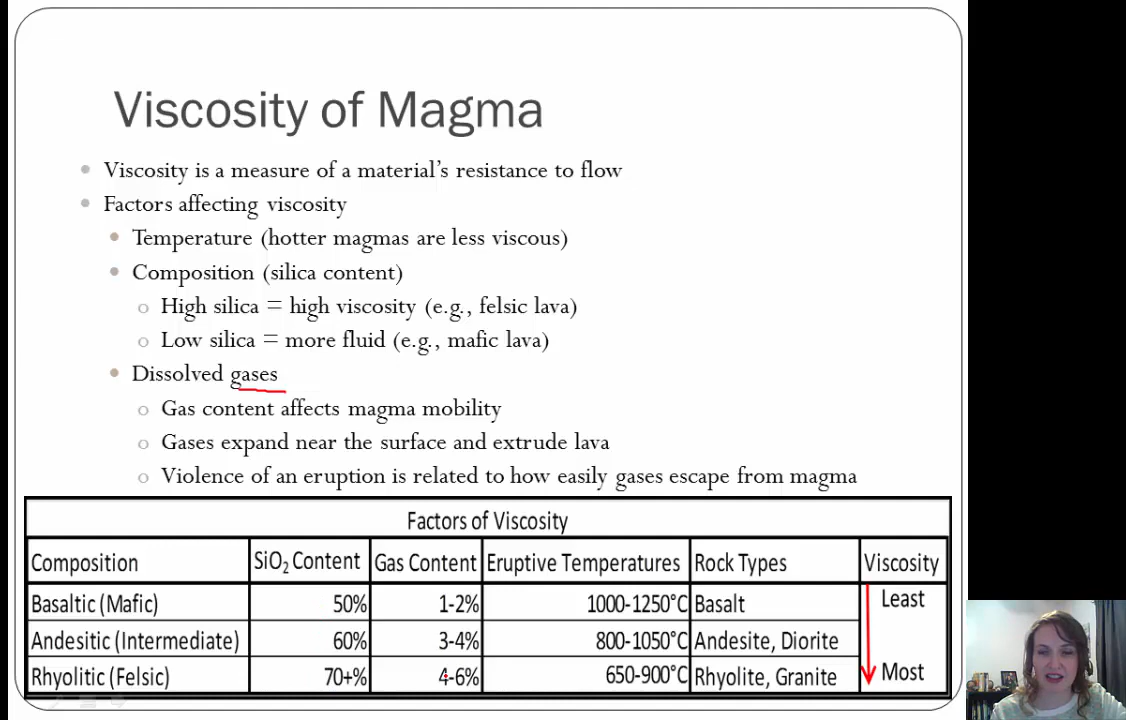 Viscosity of Magma
Viscosity is a measure of a material's resistance to flow
Factors affecting viscosity
Temperature (hotter magmas are less viscous)
Composition (silica content)
High silica = high viscosity (e.g., felsic lava)
Low silica = more fluid (e.g., mafic lava)
Dissolved gases
Gas content affects magma mobility
Gases expand near the surface and extrude lava
Violence of an eruption is related to how easily gases escape from magma
Factors of Viscosity
Composition SiO₂ Content Gas Content Eruptive Temperatures Rock Types Viscosity
Basaltic (Mafic) 50% 1-2% 1000-1250°C Basalt Least
Andesitic (Intermediate) 60% 3-4% 800-1050°C Andesite, Diorite
Rhyolitic (Felsic) 70+% 4-6% 650-900°C Rhyolite, Granite Most